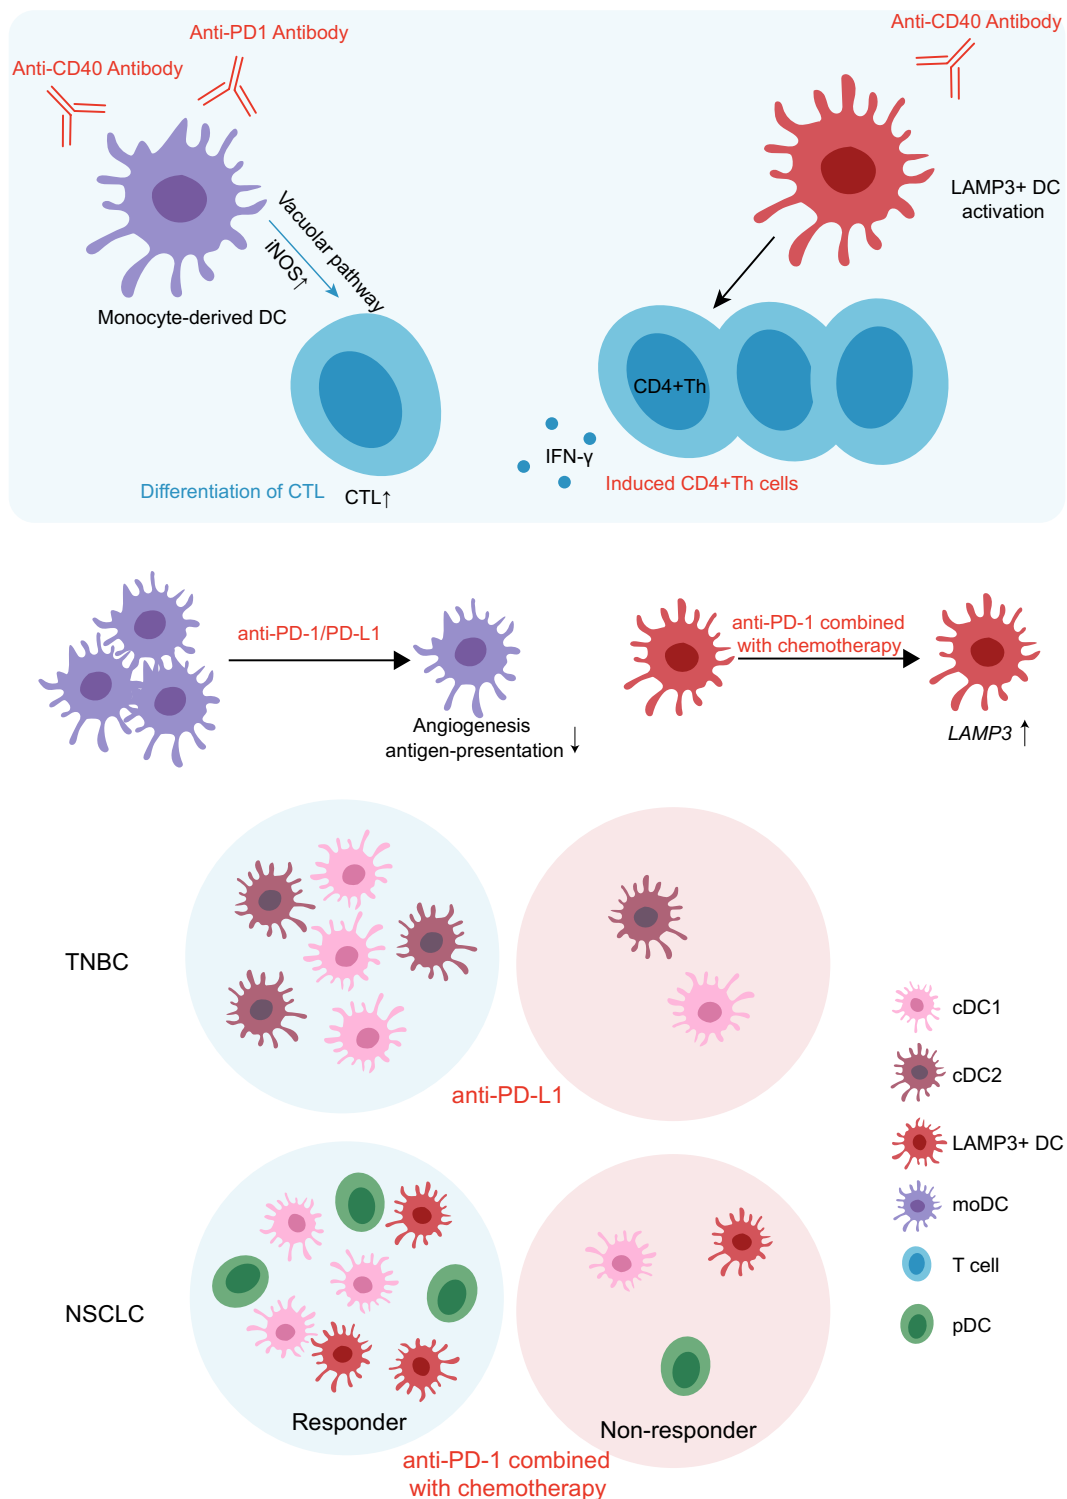 Anti-PD1 Antibody
Anti-CD40 Antibody
Anti-CD40 Antibody
LAMP3+ DC
activation
Vacuolar pathway
iNOS↑
Monocyte-derived DC
CD4+Th
IFN-γ
Differentiation of CTL
CTL↑
Induced CD4+Th cells
anti-PD-1/PD-L1
anti-PD-1 combined
with chemotherapy
Angiogenesis
antigen-presentation ↓
LAMP3 ↑
TNBC
anti-PD-L1
cDC1
cDC2
LAMP3+ DC
moDC
T cell
pDC
NSCLC
Responder
Non-responder
anti-PD-1 combined
with chemotherapy